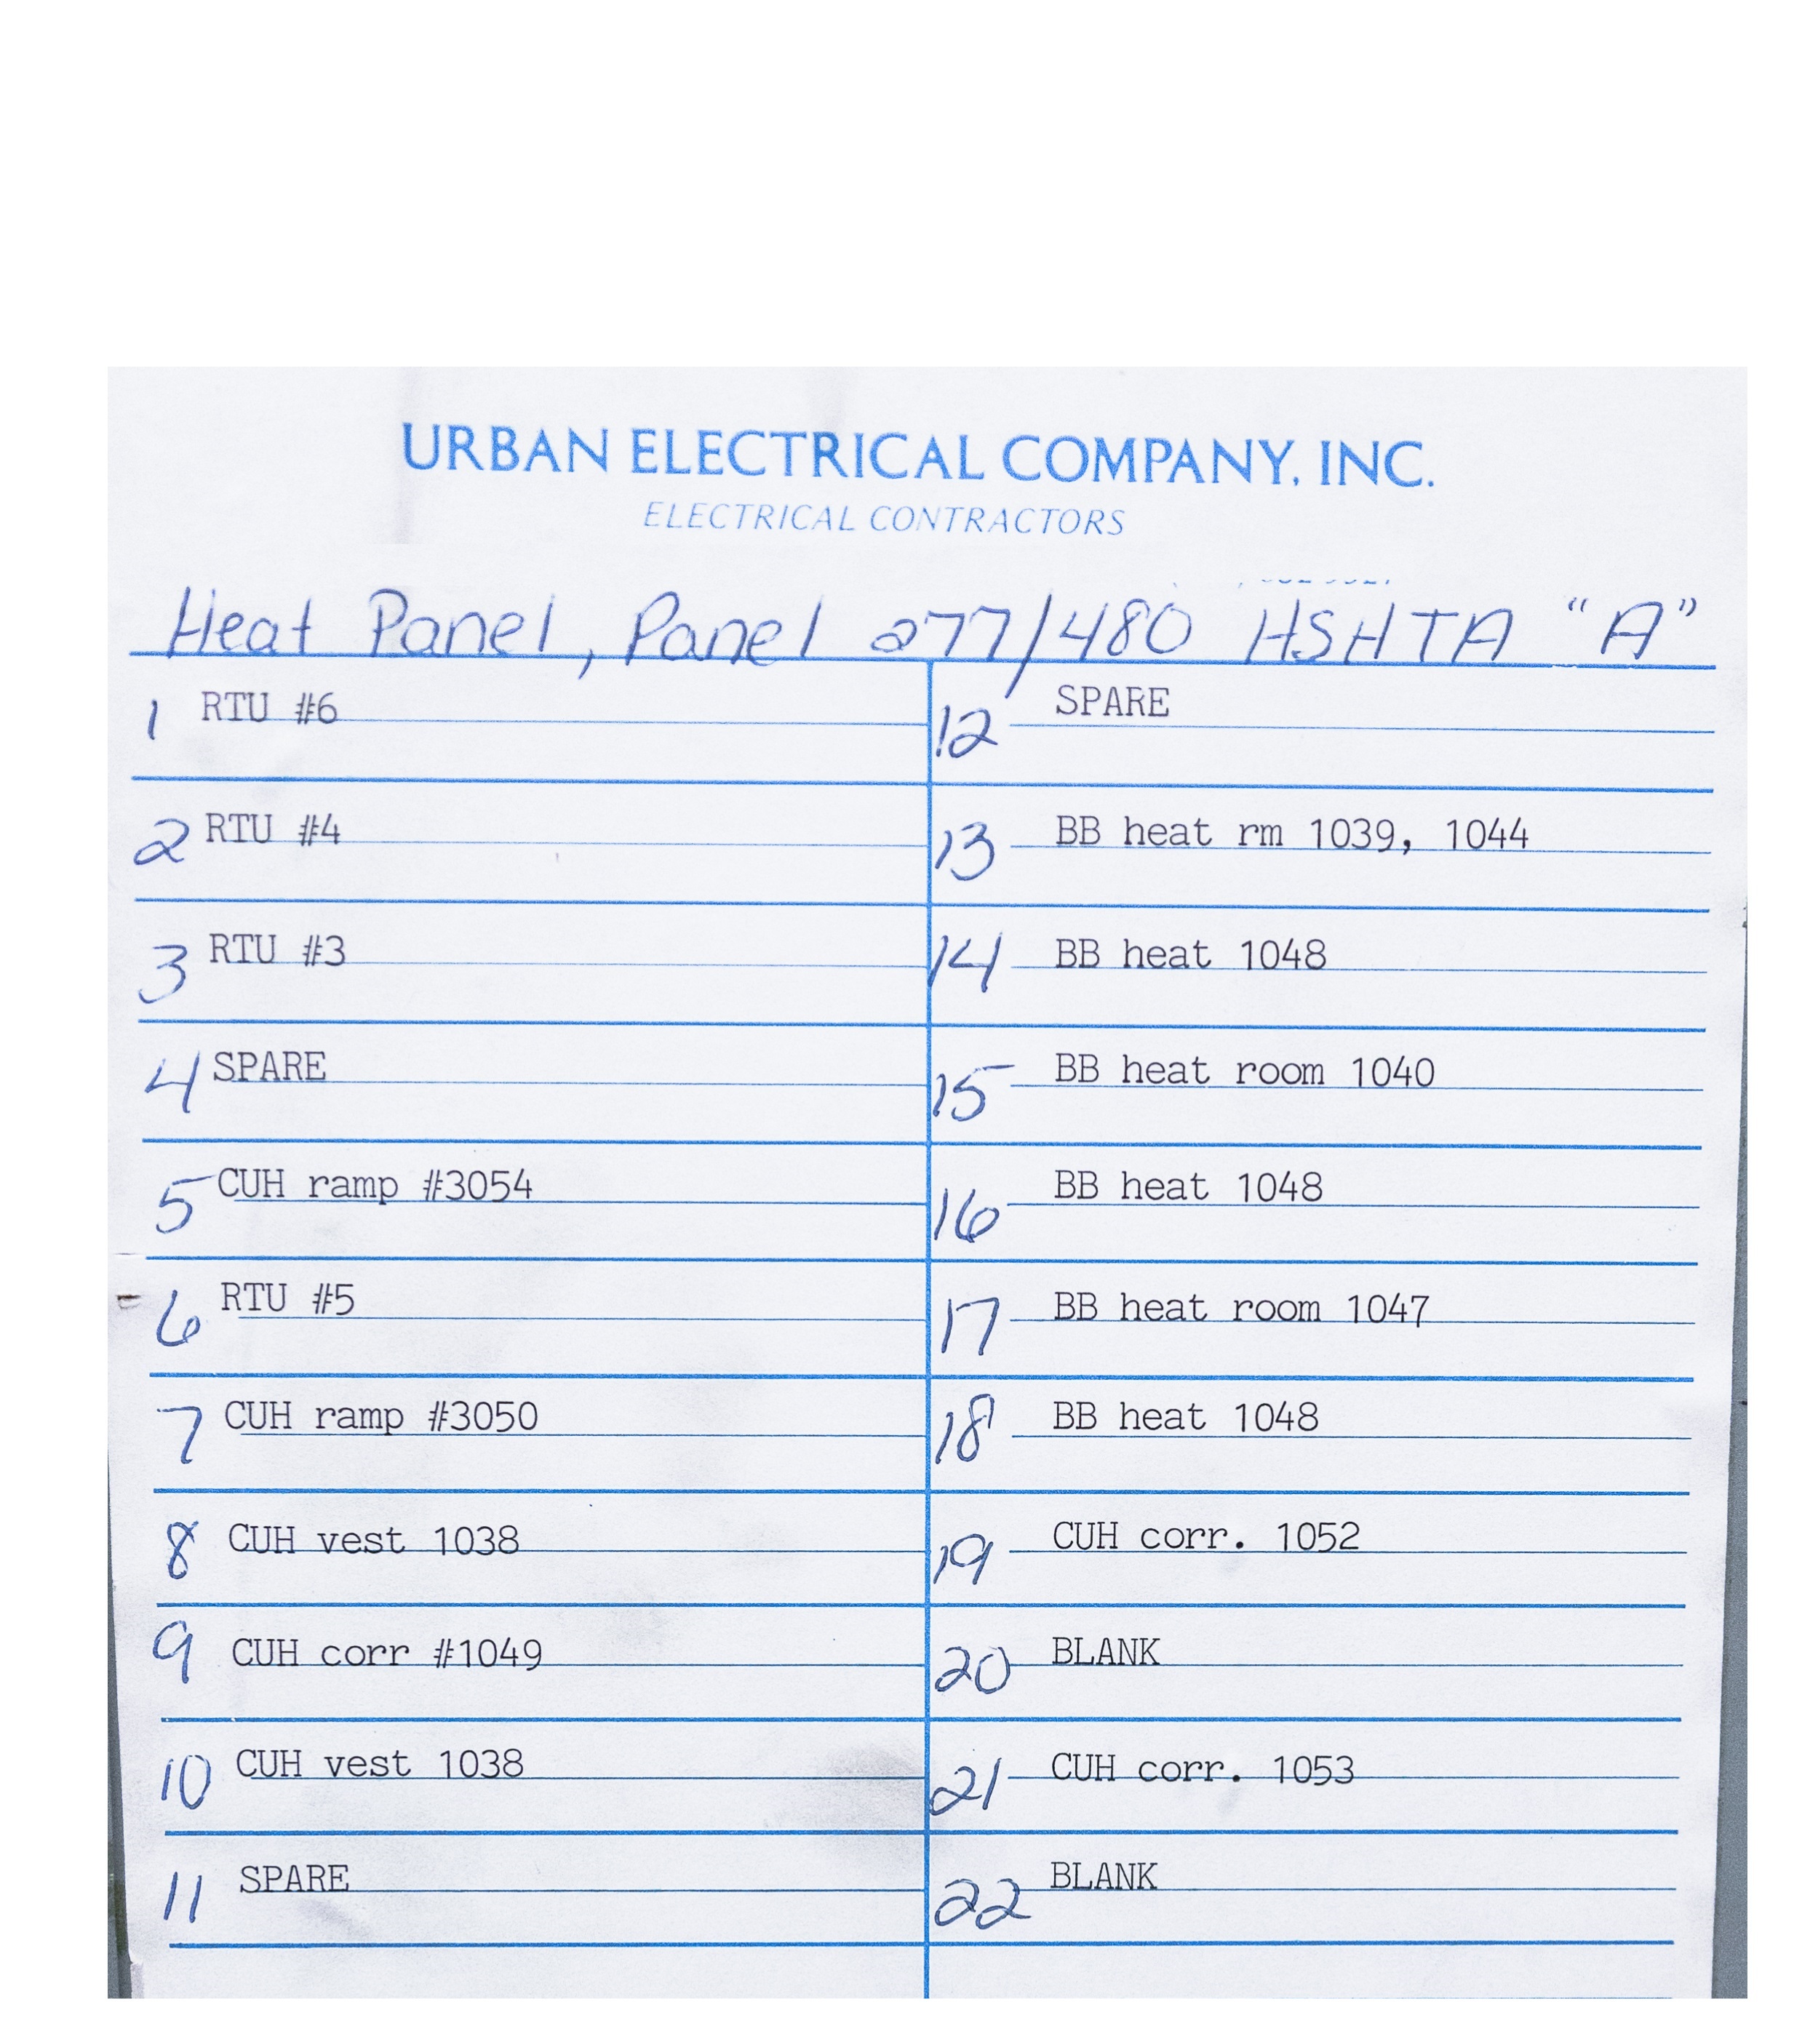 URBAN ELECTRICAL COMPANY, INC.
ELECTRICAL CONTRACTORS
Heat Panel, Panel 277/480 HSHTA "A"
1 RTU #6
2 RTU #4
3 RTU #3
4 SPARE
5 CUH ramp #3054
6 RTU #5
7 CUH ramp #3050
8 CUH vest 1038
9 CUH corr #1049
10 CUH vest 1038
11 SPARE
12 SPARE
13 BB heat rm 1039, 1044
14 BB heat 1048
15 BB heat room 1040
16 BB heat 1048
17 BB heat room 1047
18 BB heat 1048
19 CUH corr. 1052
20 BLANK
21 CUH corr. 1053
22 BLANK